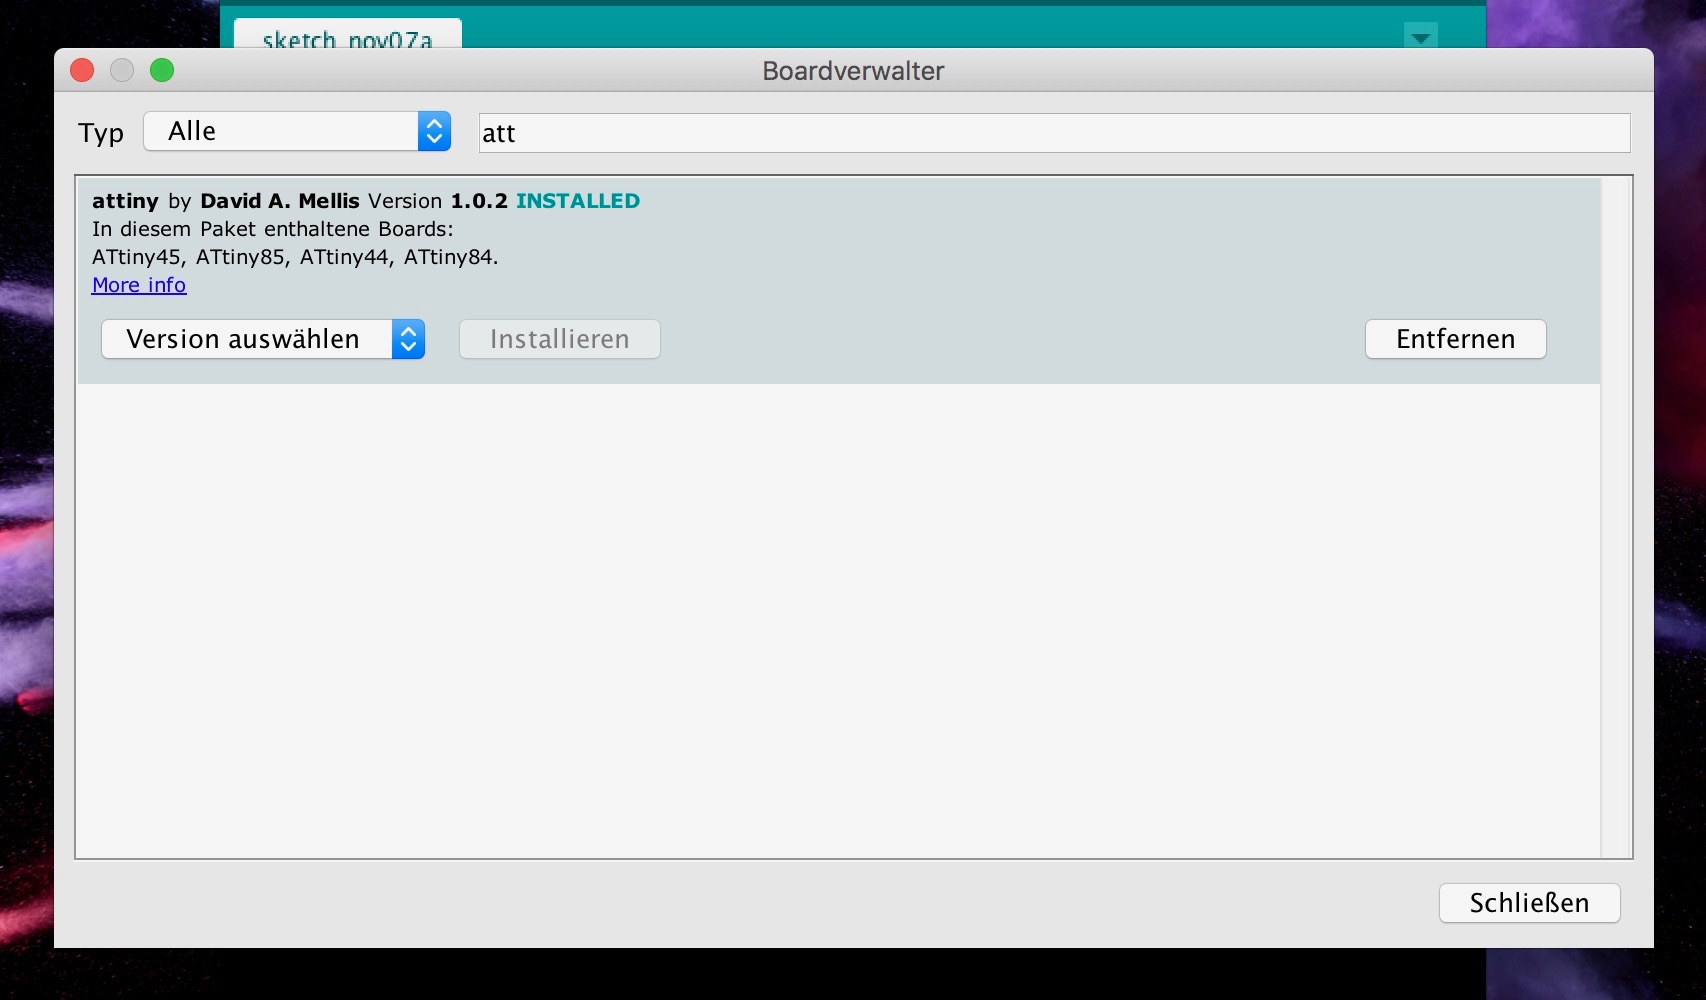 sketch_nov07a
Boardverwalter
Typ Alle att
attiny by David A. Mellis Version 1.0.2 INSTALLED
In diesem Paket enthaltene Boards:
ATtiny45, ATtiny85, ATtiny44, ATtiny84.
More info
Version auswählen Installieren Entfernen
Schließen